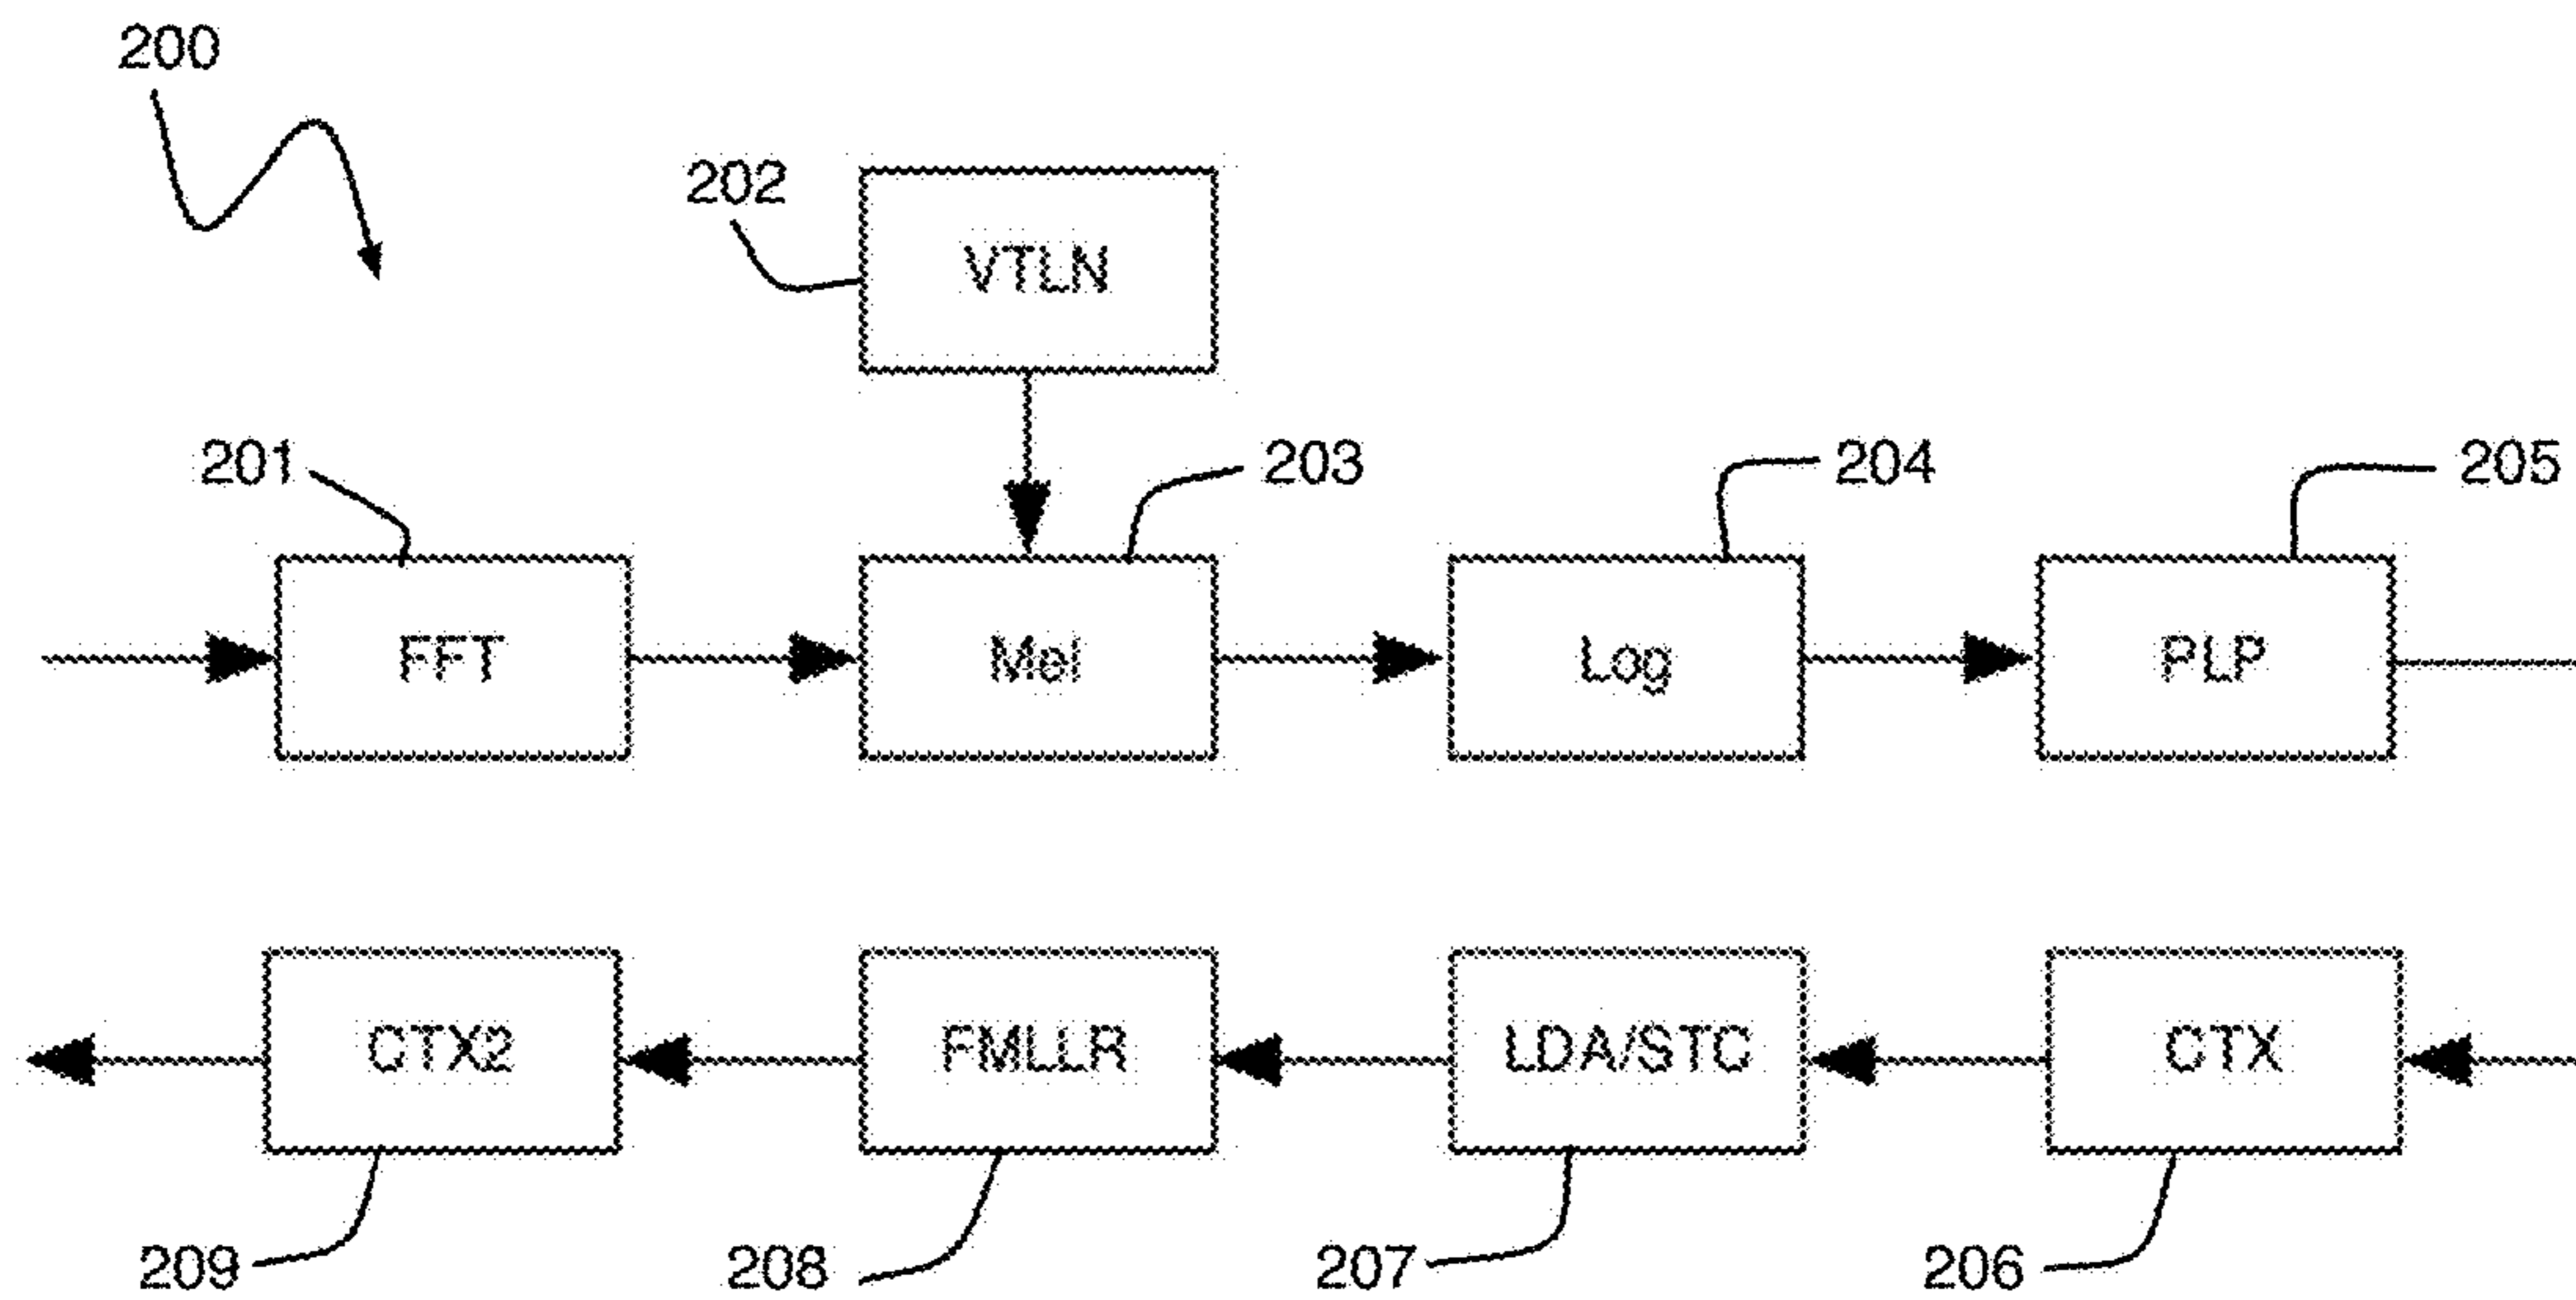 200
202
VTLN
201
203
204
205
FFT
Mel
Log
PLP
CTX2
FMLLR
LDA/STC
CTX
209
208
207
206